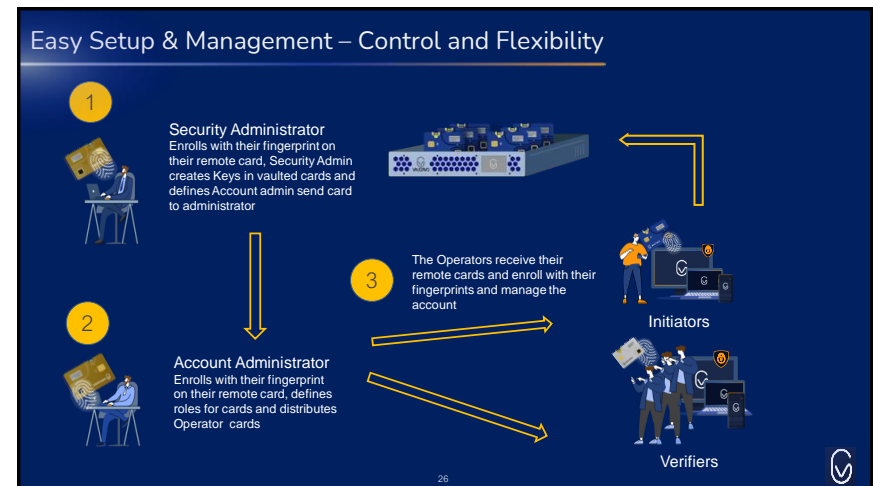 Easy Setup & Management – Control and Flexibility
1
Security Administrator
Enrolls with their fingerprint on
their remote card, Security Admin
creates Keys in vaulted cards and
defines Account admin send card
to administrator
2
Account Administrator
Enrolls with their fingerprint
on their remote card, defines
roles for cards and distributes
Operator cards
3
The Operators receive their
remote cards and enroll with their
fingerprints and manage the
account
Initiators
Verifiers
26